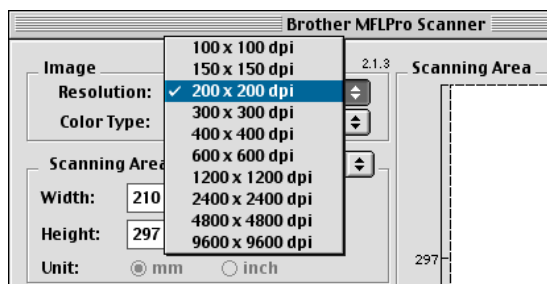 Brother MFLPro Scanner
Image
2.1.3
Resolution:
100 x 100 dpi
150 x 150 dpi
✓ 200 x 200 dpi
300 x 300 dpi
400 x 400 dpi
600 x 600 dpi
1200 x 1200 dpi
2400 x 2400 dpi
4800 x 4800 dpi
9600 x 9600 dpi
Color Type:
Scanning Area
Width: 210
Height: 297
Unit: mm inch
Scanning Area
297